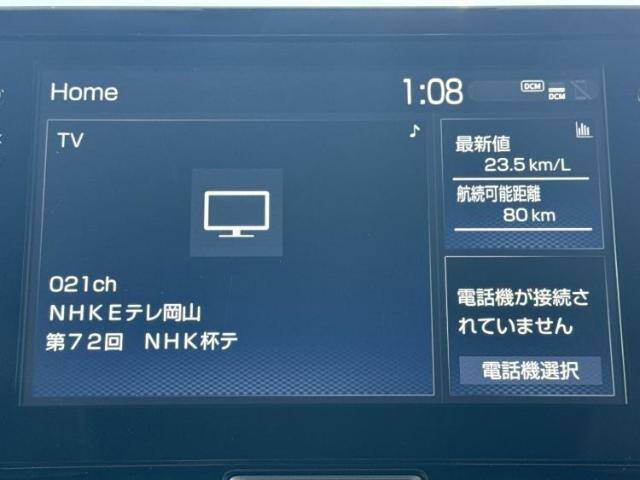 Home
1:08
DCM
DCM
TV
021ch
NHKEテレ岡山
第72回 NHK杯テ
最新値
23.5 km/L
航続可能距離
80 km
電話機が接続さ
れていません
電話機選択